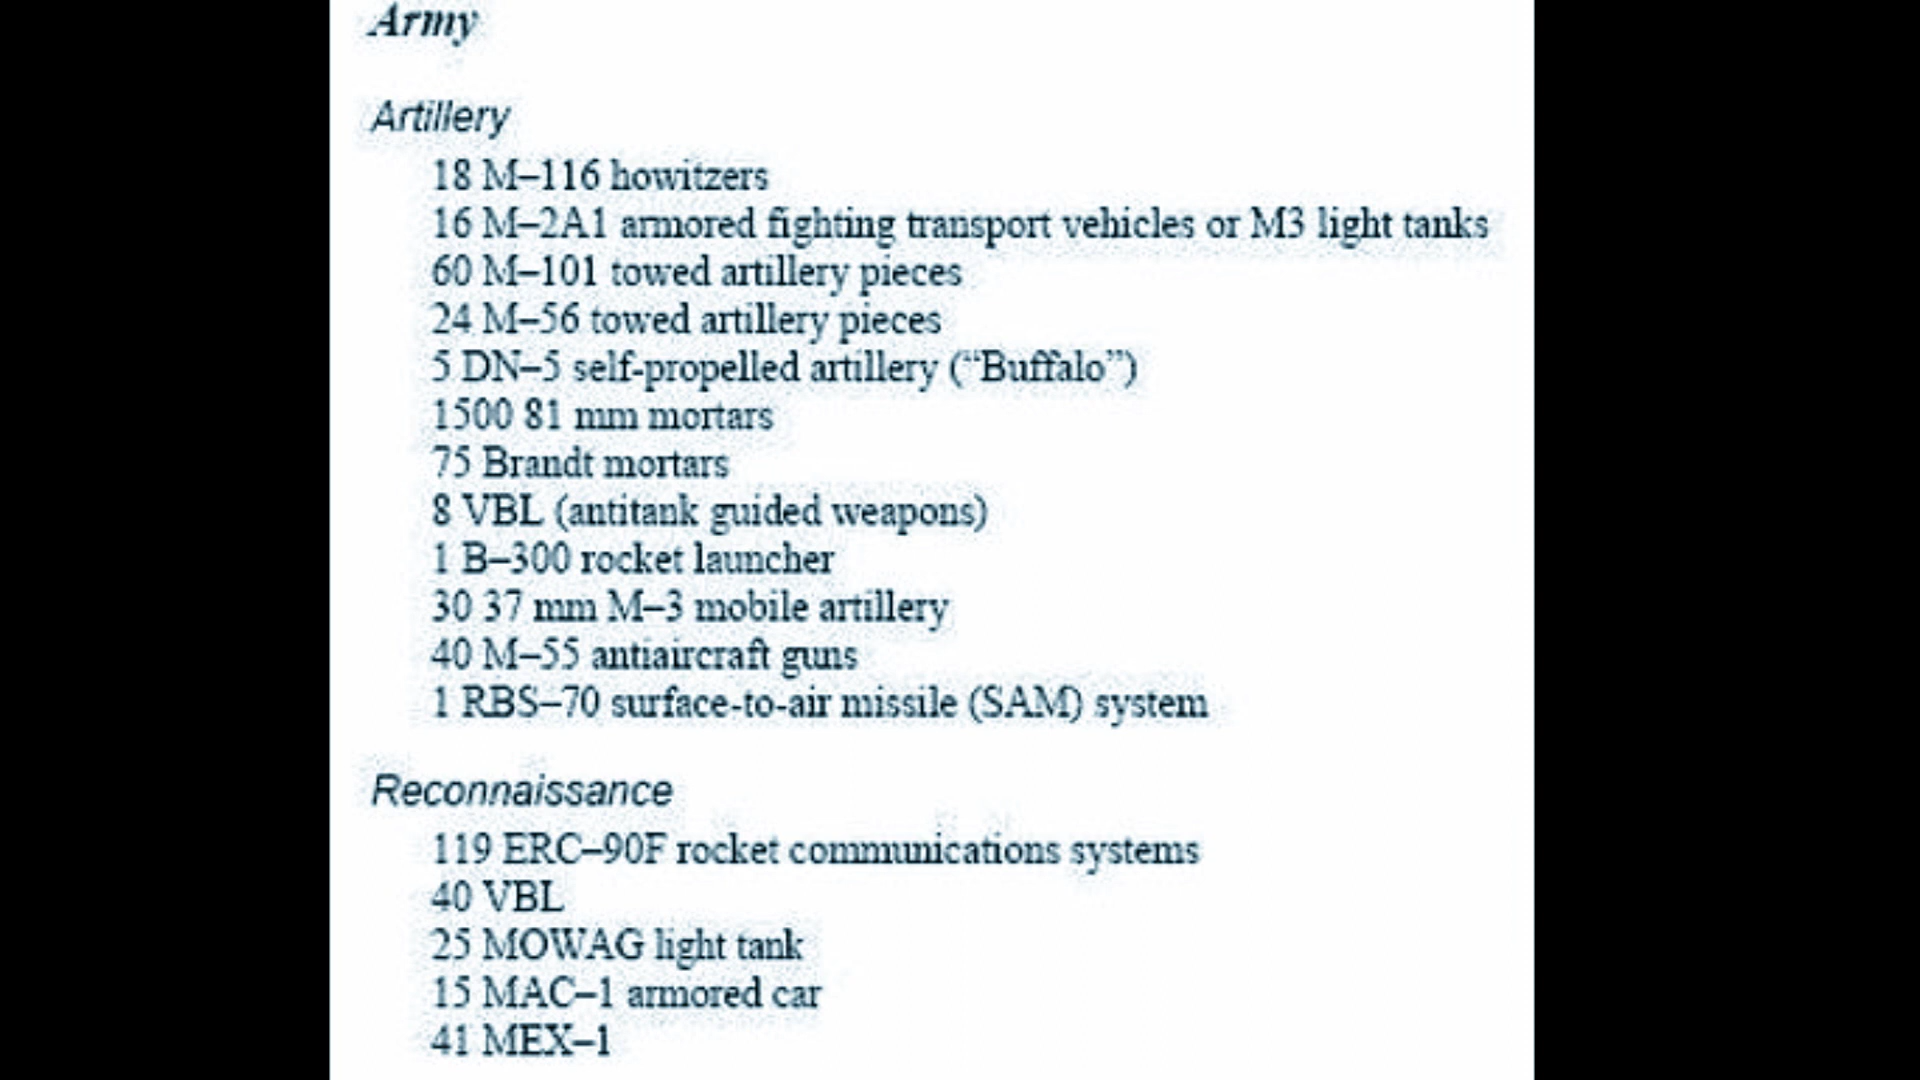 Army
Artillery
18 M–116 howitzers
16 M–2A1 armored fighting transport vehicles or M3 light tanks
60 M–101 towed artillery pieces
24 M–56 towed artillery pieces
5 DN–5 self-propelled artillery (“Buffalo”)
1500 81 mm mortars
75 Brandt mortars
8 VBL (antitank guided weapons)
1 B–300 rocket launcher
30 37 mm M–3 mobile artillery
40 M–55 antiaircraft guns
1 RBS–70 surface-to-air missile (SAM) system
Reconnaissance
119 ERC–90F rocket communications systems
40 VBL
25 MOWAG light tank
15 MAC–1 armored car
41 MEX–1